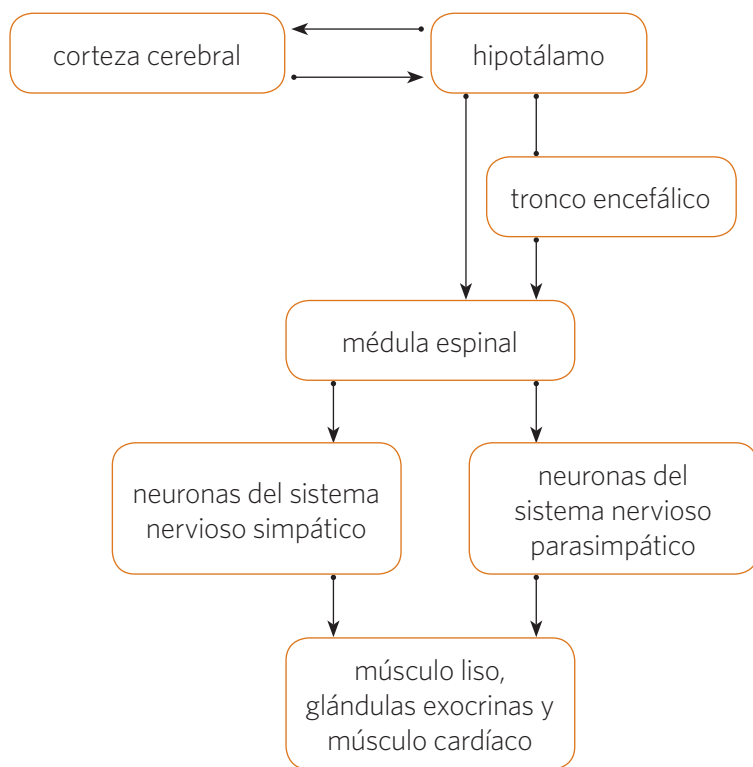 corteza cerebral
hipotálamo
tronco encefálico
médula espinal
neuronas del sistema
nervioso simpático
neuronas del
sistema nervioso
parasimpático
músculo liso,
glándulas exocrinas y
músculo cardíaco